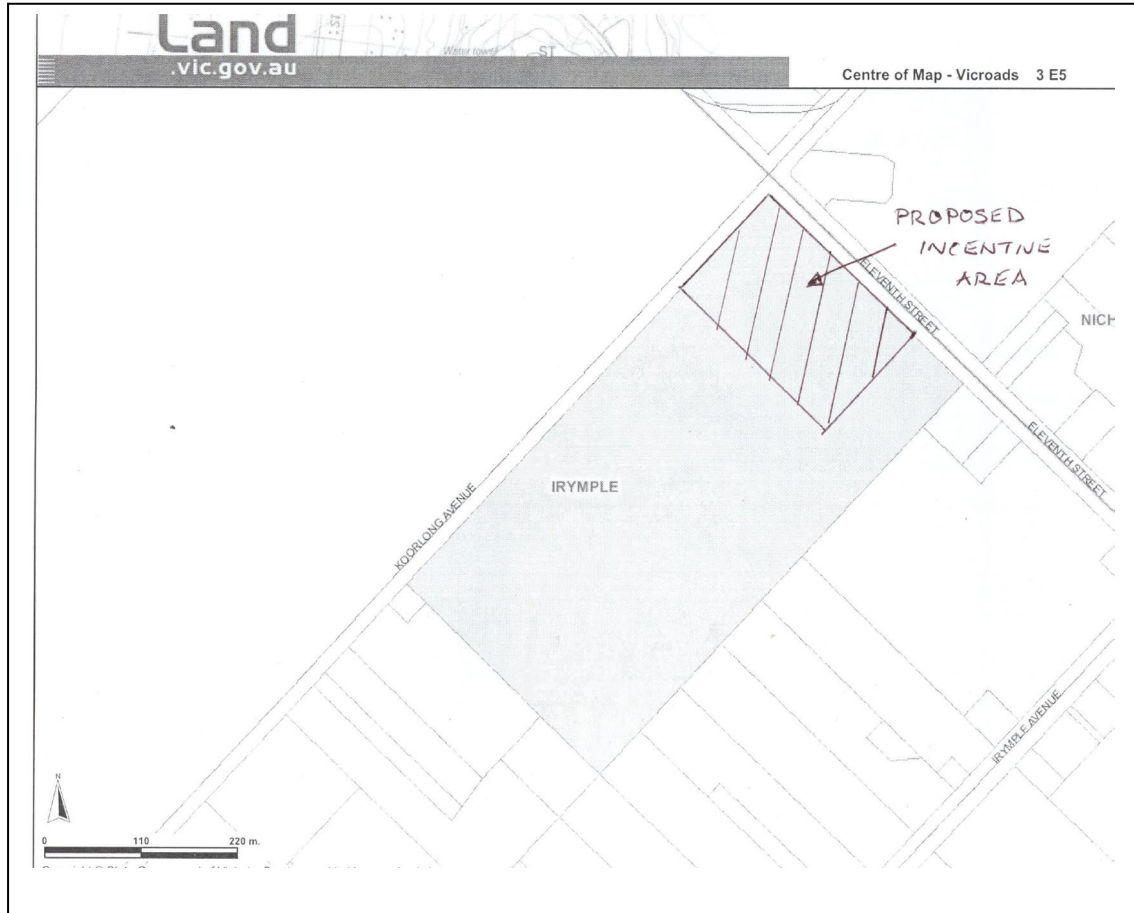 Land
.vic.gov.au
Water tower
ST
ST
Centre of Map - Vicroads 3 E5
PROPOSED
INCENTIVE
AREA
ELEVENTH STREET
NICH
ELEVENTH STREET
IRYMPLE
KOORLONG AVENUE
IRYMPLE AVENUE
N
0 110 220 m.